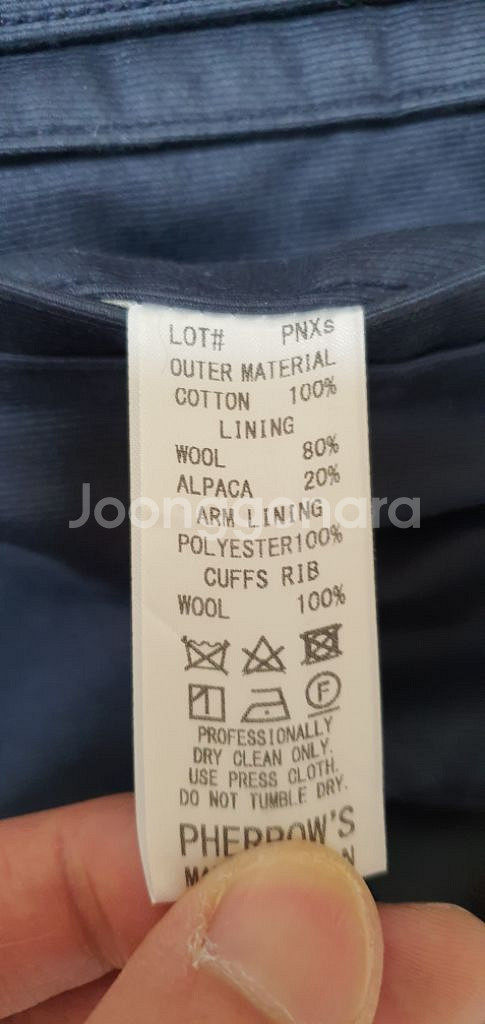 LOT# PNXs
OUTER MATERIAL
COTTON 100%
LINING
WOOL 80%
ALPACA 20%
Joonggonara
ARM LINING
POLYESTER100%
CUFFS RIB
WOOL 100%
F
PROFESSIONALLY
DRY CLEAN ONLY.
USE PRESS CLOTH.
DO NOT TUMBLE DRY.
PHERROW'S